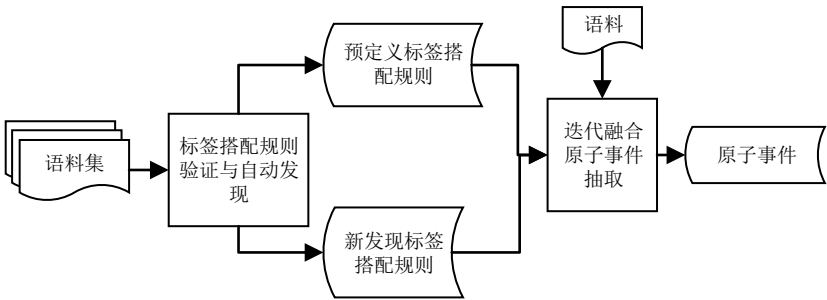 语料集
标签搭配规则
验证与自动发
现
预定义标签搭
配规则
新发现标签
搭配规则
语料
迭代融合
原子事件
抽取
原子事件